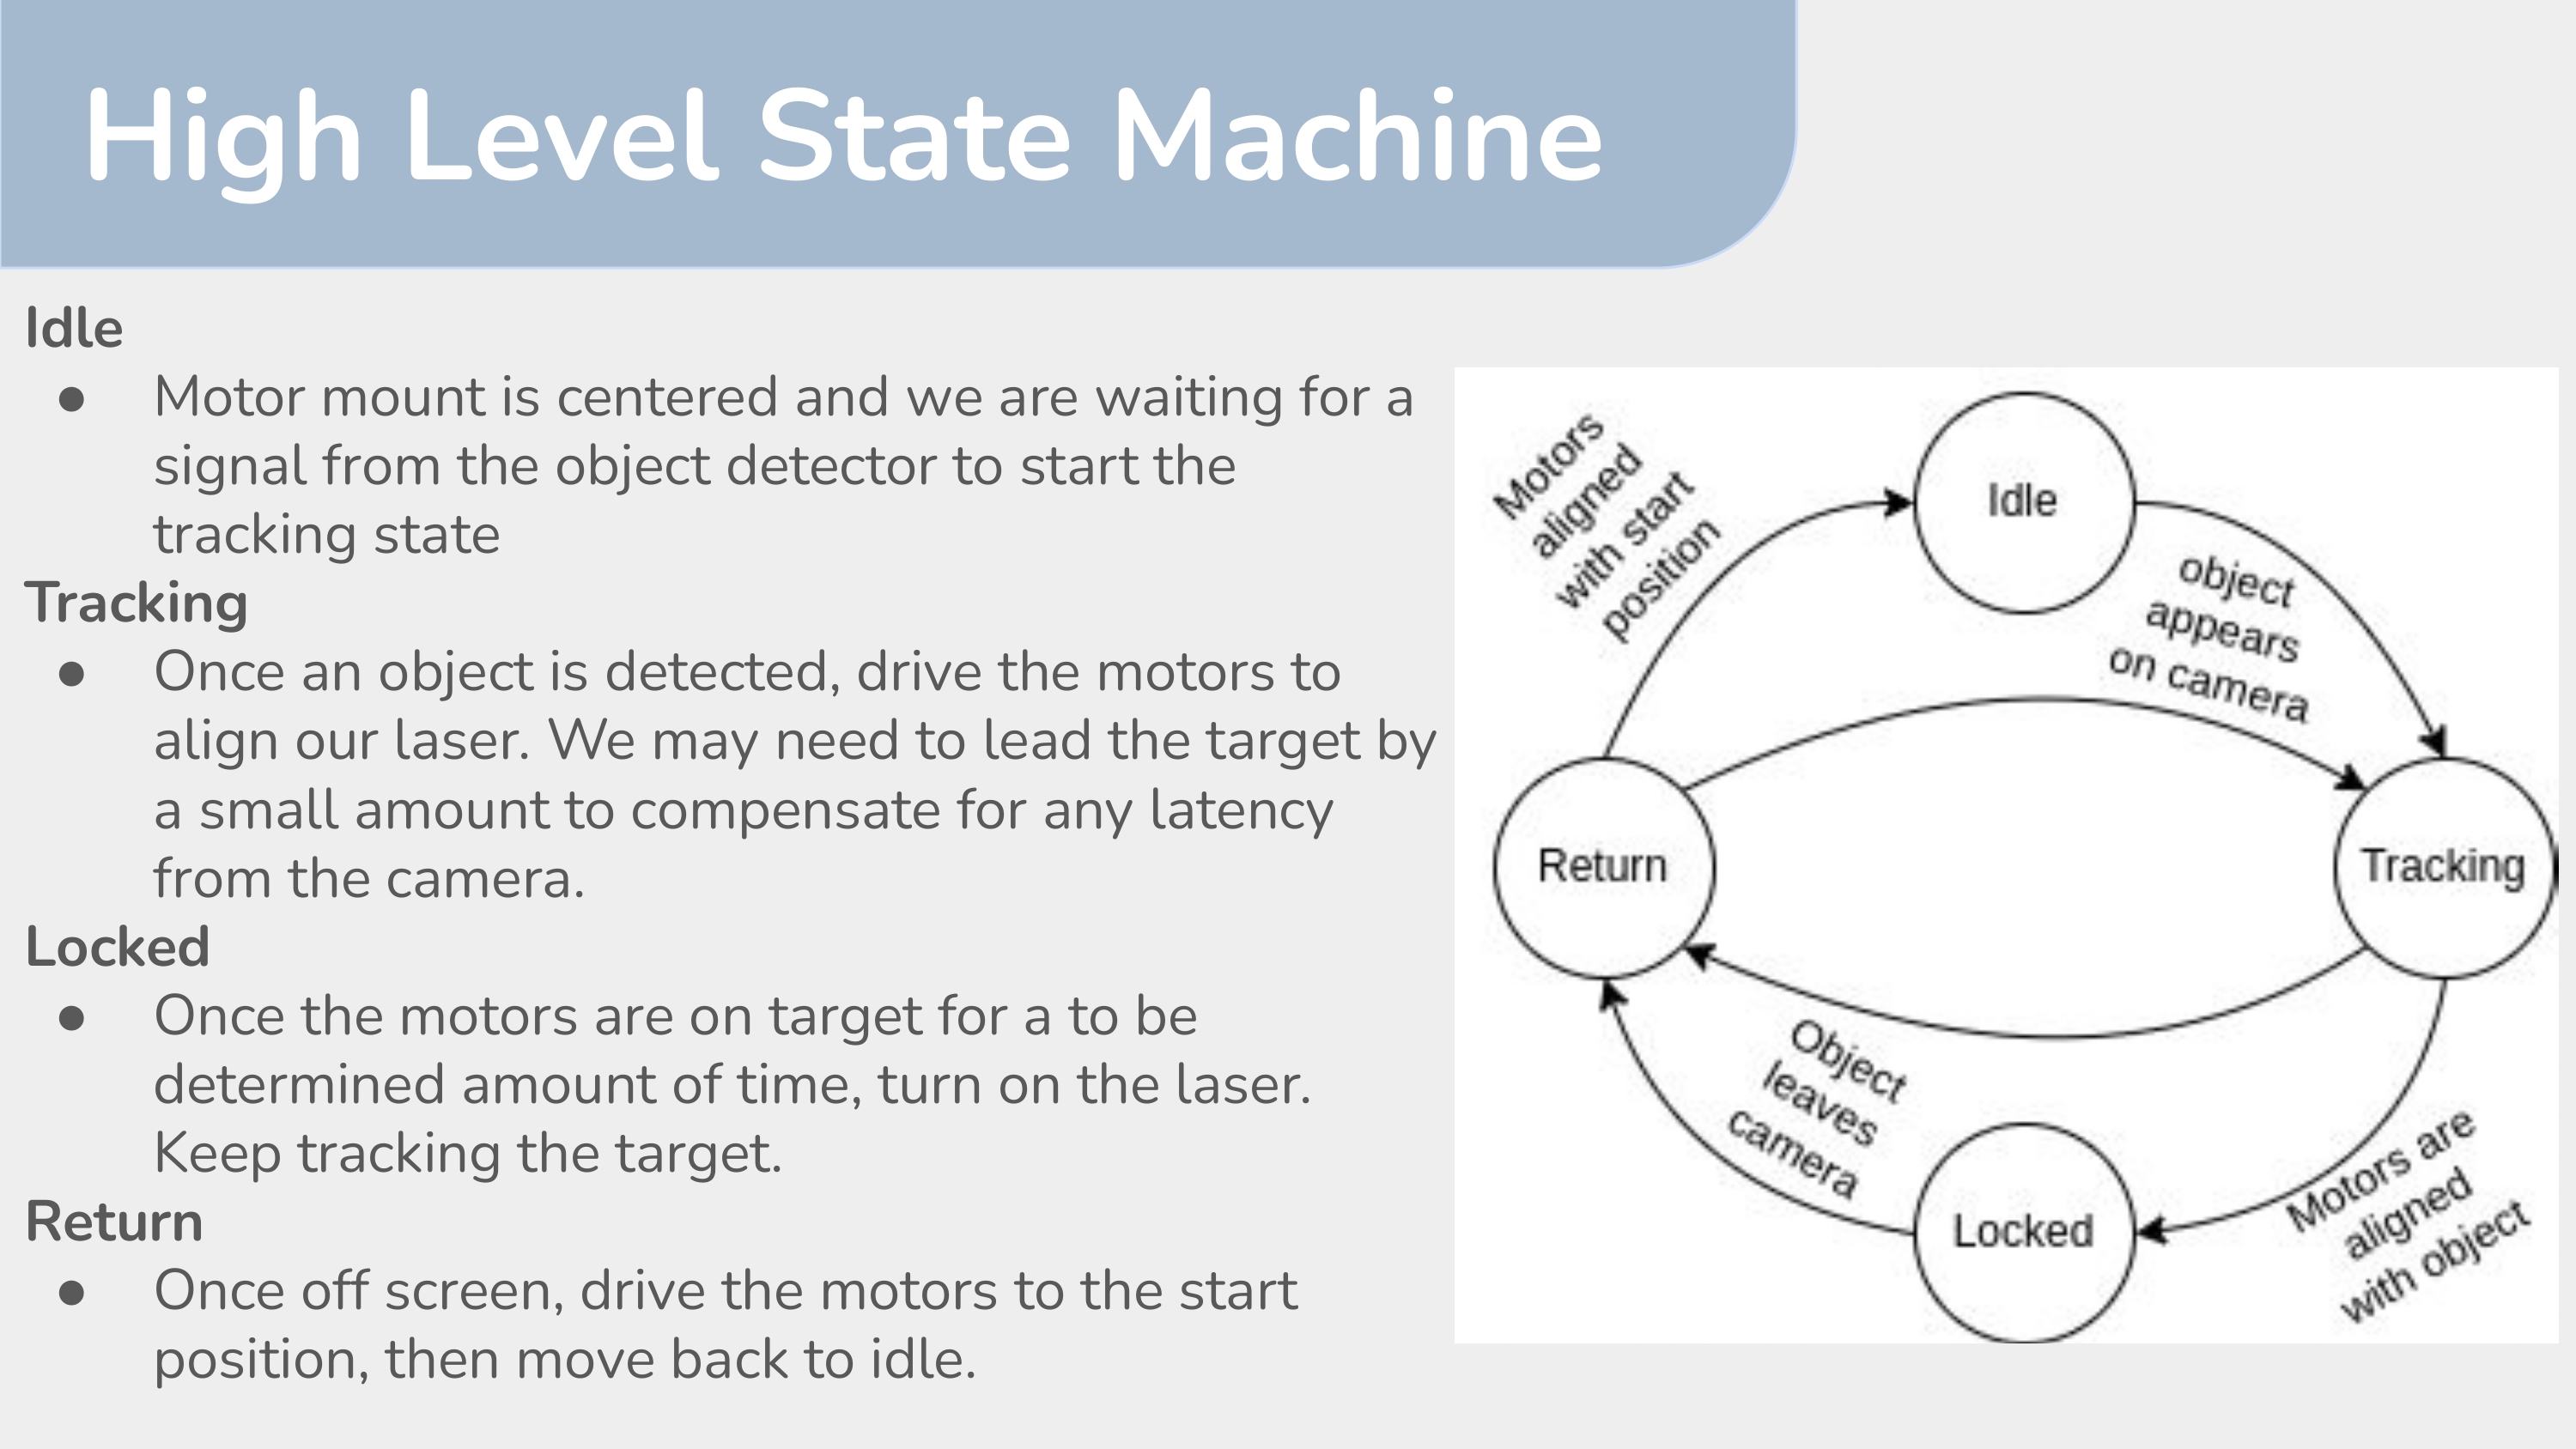 High Level State Machine
Idle
● Motor mount is centered and we are waiting for a
signal from the object detector to start the
tracking state
Tracking
● Once an object is detected, drive the motors to
align our laser. We may need to lead the target by
a small amount to compensate for any latency
from the camera.
Locked
● Once the motors are on target for a to be
determined amount of time, turn on the laser.
Keep tracking the target.
Return
● Once off screen, drive the motors to the start
position, then move back to idle.
Motors
aligned
with start
position
Idle
object
appears
on camera
Return
Tracking
Object
leaves
camera
Locked
Motors are
aligned
with object